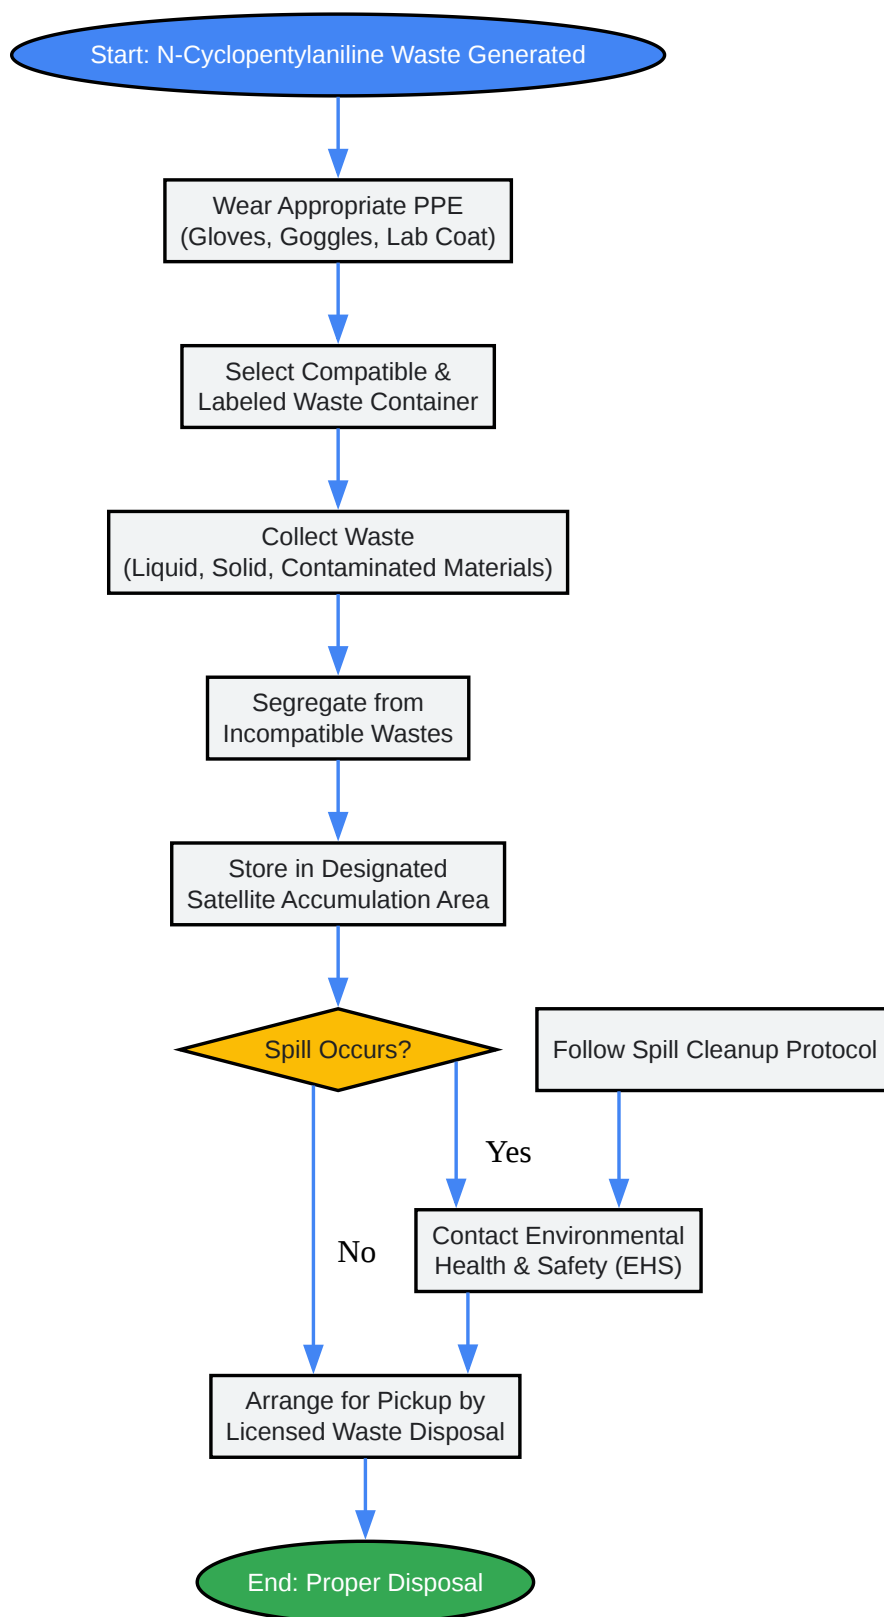 Start: N-Cyclopentylaniline Waste Generated
Wear Appropriate PPE
(Gloves, Goggles, Lab Coat)
Select Compatible &
Labeled Waste Container
Collect Waste
(Liquid, Solid, Contaminated Materials)
Segregate from
Incompatible Wastes
Store in Designated
Satellite Accumulation Area
Spill Occurs?
Follow Spill Cleanup Protocol
Yes
Contact Environmental
Health & Safety (EHS)
No
Arrange for Pickup by
Licensed Waste Disposal
End: Proper Disposal